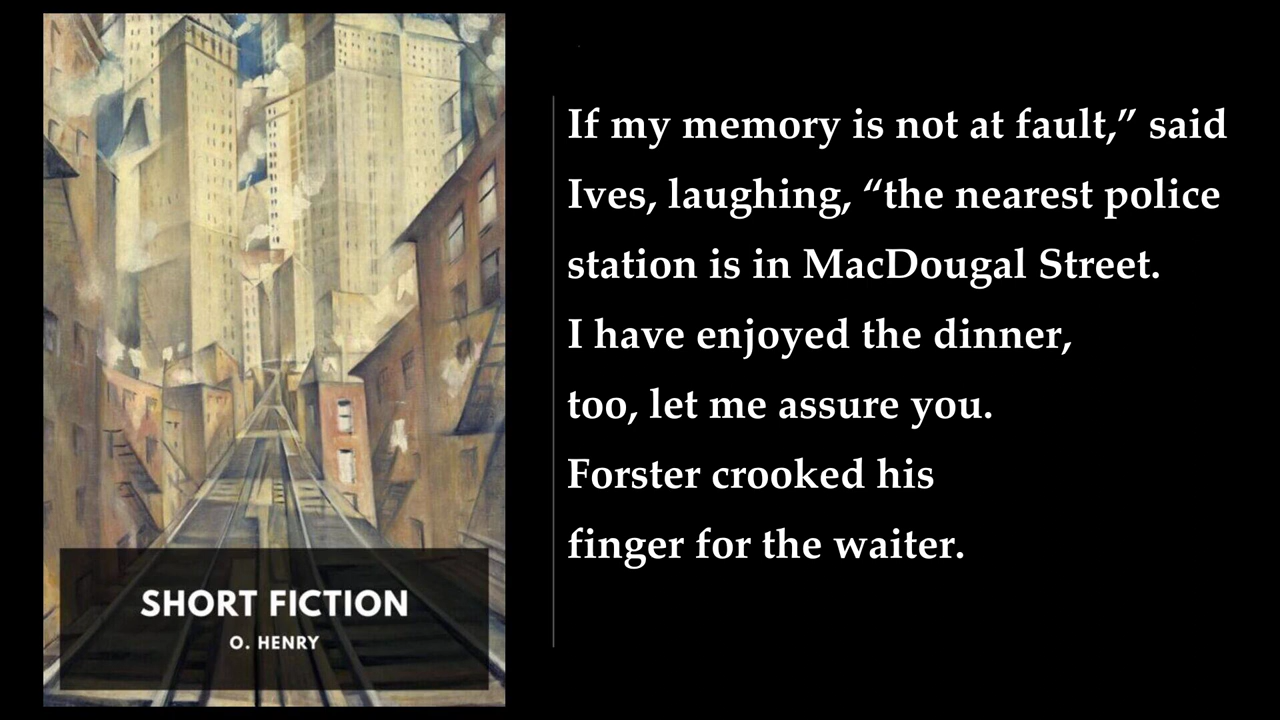 SHORT FICTION
O. HENRY
If my memory is not at fault,” said
Ives, laughing, “the nearest police
station is in MacDougal Street.
I have enjoyed the dinner,
too, let me assure you.
Forster crooked his
finger for the waiter.